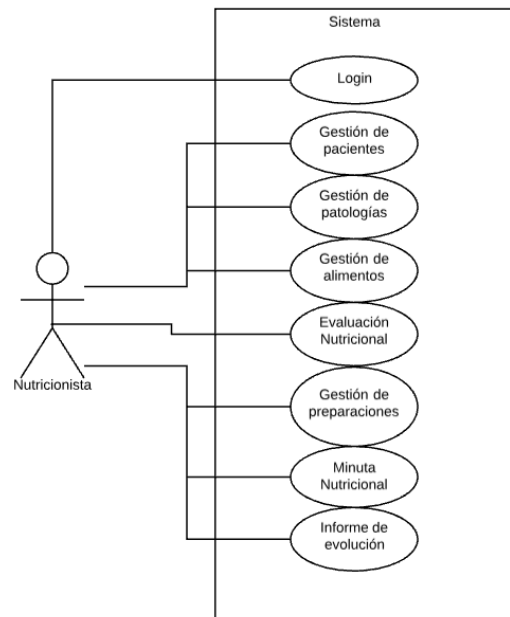 Sistema
Login
Gestión de
pacientes
Gestión de
patologías
Gestión de
alimentos
Evaluación
Nutricional
Nutricionista
Gestión de
preparaciones
Minuta
Nutricional
Informe de
evolución